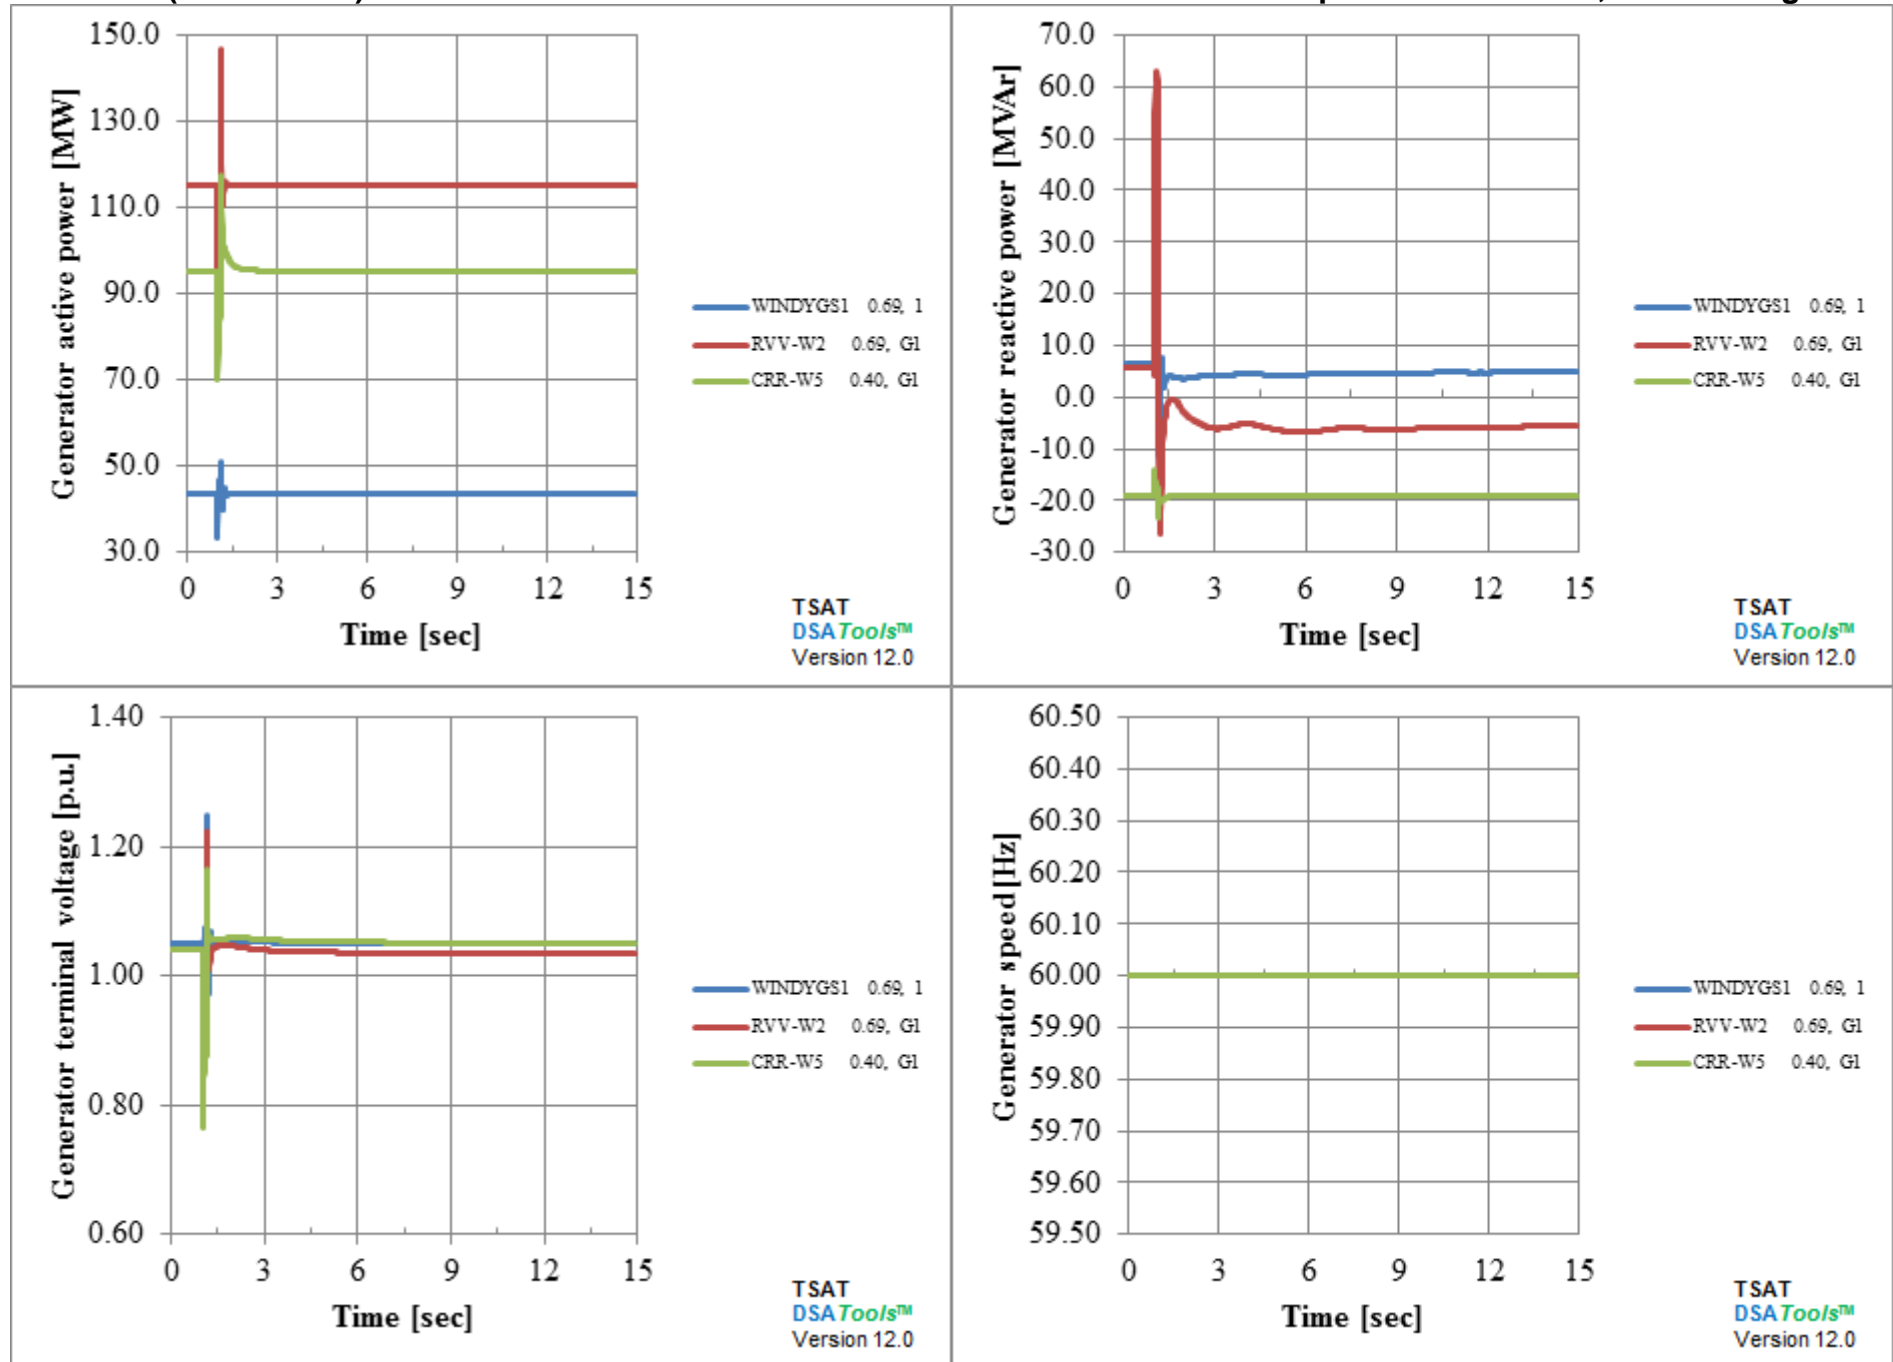 150.0
130.0
110.0
90.0
70.0
50.0
30.0
Generator active power [MW]
0 3 6 9 12 15
Time [sec]
WINDYGS1 0.69, 1
RVV-W2 0.69, G1
CRR-W5 0.40, G1
TSAT
DSATools™
Version 12.0
70.0
60.0
50.0
40.0
30.0
20.0
10.0
0.0
-10.0
-20.0
-30.0
Generator reactive power [MVAr]
0 3 6 9 12 15
Time [sec]
WINDYGS1 0.69, 1
RVV-W2 0.69, G1
CRR-W5 0.40, G1
TSAT
DSATools™
Version 12.0
1.40
1.20
1.00
0.80
0.60
Generator terminal voltage [p.u.]
0 3 6 9 12 15
Time [sec]
WINDYGS1 0.69, 1
RVV-W2 0.69, G1
CRR-W5 0.40, G1
TSAT
DSATools™
Version 12.0
60.50
60.40
60.30
60.20
60.10
60.00
59.90
59.80
59.70
59.60
59.50
Generator speed[Hz]
0 3 6 9 12 15
Time [sec]
WINDYGS1 0.69, 1
RVV-W2 0.69, G1
CRR-W5 0.40, G1
TSAT
DSATools™
Version 12.0